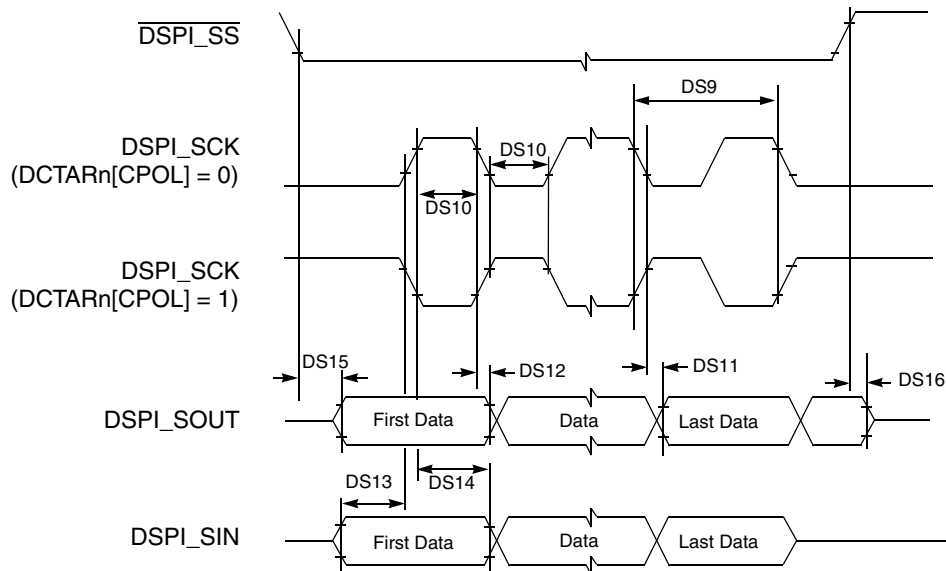 DSPI_SS
DS9
DSPI_SCK
(DCTARn[CPOL] = 0)
DS10
DS10
DSPI_SCK
(DCTARn[CPOL] = 1)
DS15
DS12
DS11
DS16
DSPI_SOUT
First Data
Data
Last Data
DS13
DS14
DSPI_SIN
First Data
Data
Last Data